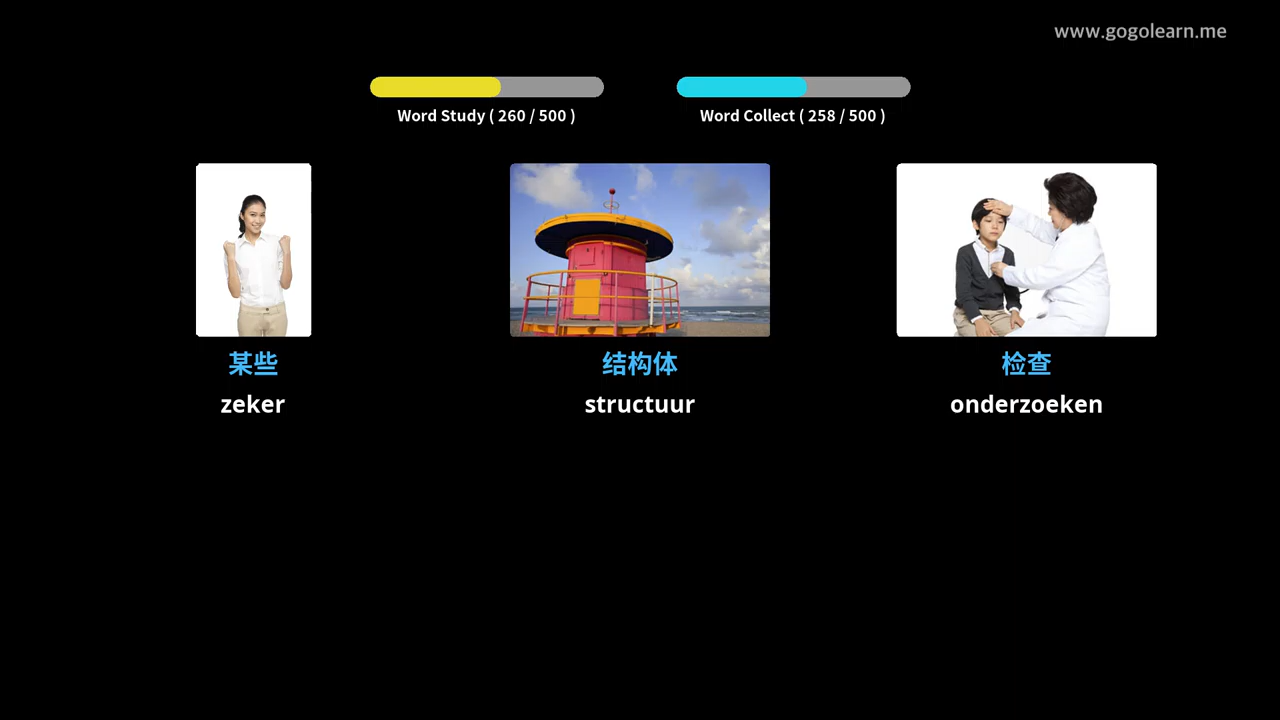 www.gogolearn.me
Word Study ( 260 / 500 )
Word Collect ( 258 / 500 )
某些
结构体
检查
zeker
structuur
onderzoeken